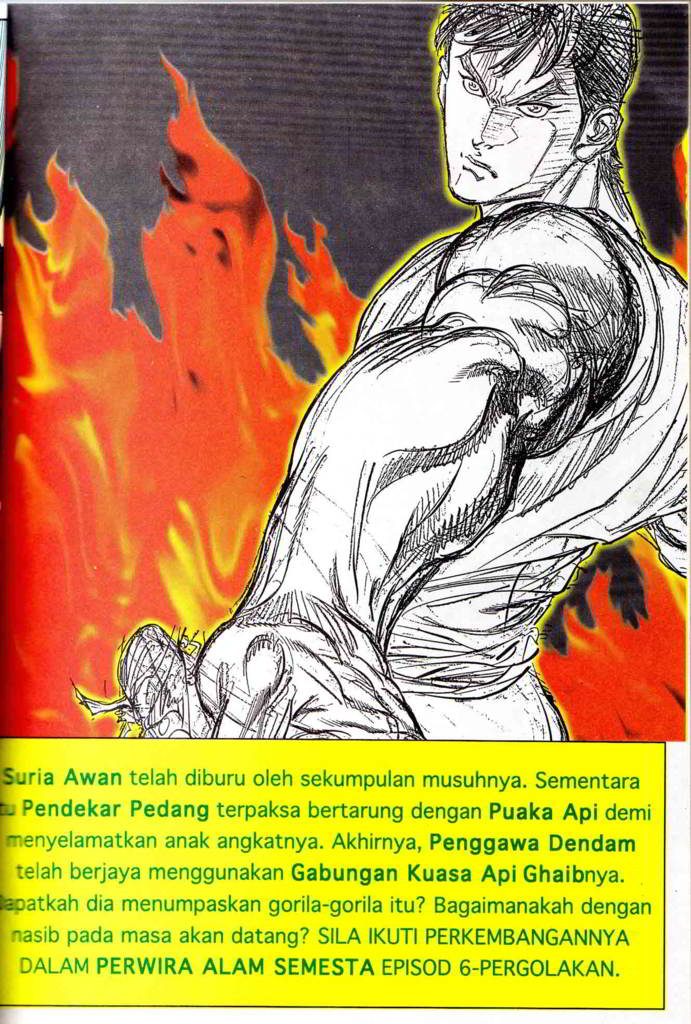 Suria Awan telah diburu oleh sekumpulan musuhnya. Sementara
itu Pendekar Pedang terpaksa bertarung dengan Puaka Api demi
menyelamatkan anak angkatnya. Akhirnya, Penggawa Dendam
telah berjaya menggunakan Gabungan Kuasa Api Ghaibnya.
Dapatkah dia menumpaskan gorila-gorila itu? Bagaimanakah dengan
nasib pada masa akan datang? SILA IKUTI PERKEMBANGANNYA
DALAM PERWIRA ALAM SEMESTA EPISOD 6-PERGOLAKAN.